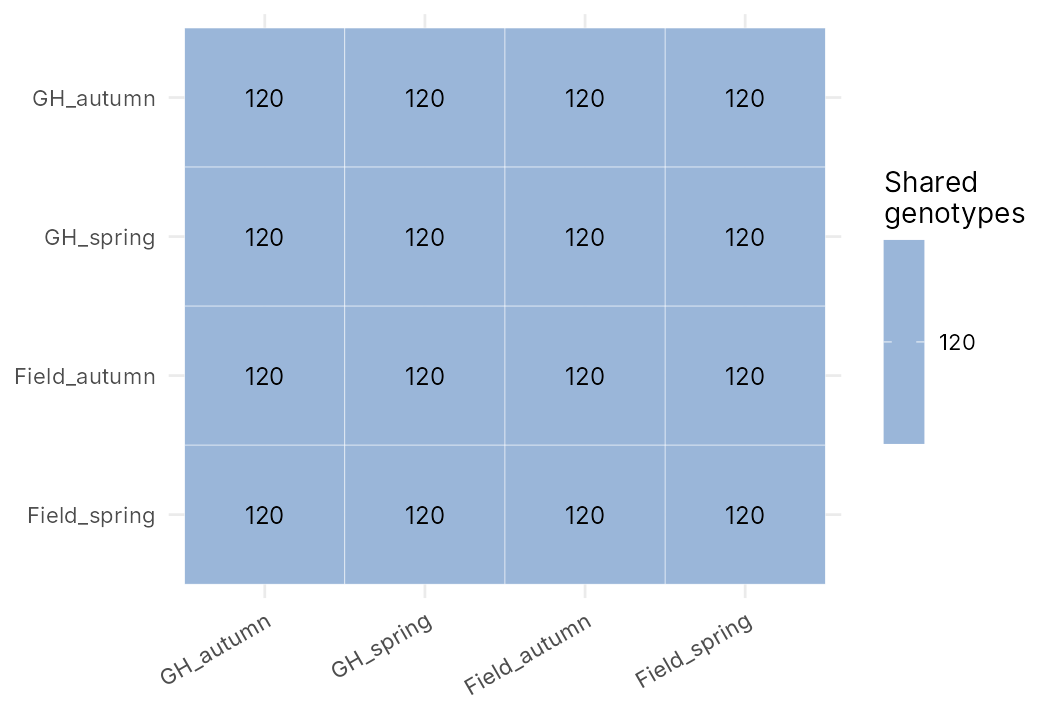 GH_autumn 120 120 120 120
GH_spring 120 120 120 120
Field_autumn 120 120 120 120
Field_spring 120 120 120 120
GH_autumn GH_spring Field_autumn Field_spring
Shared
genotypes
120